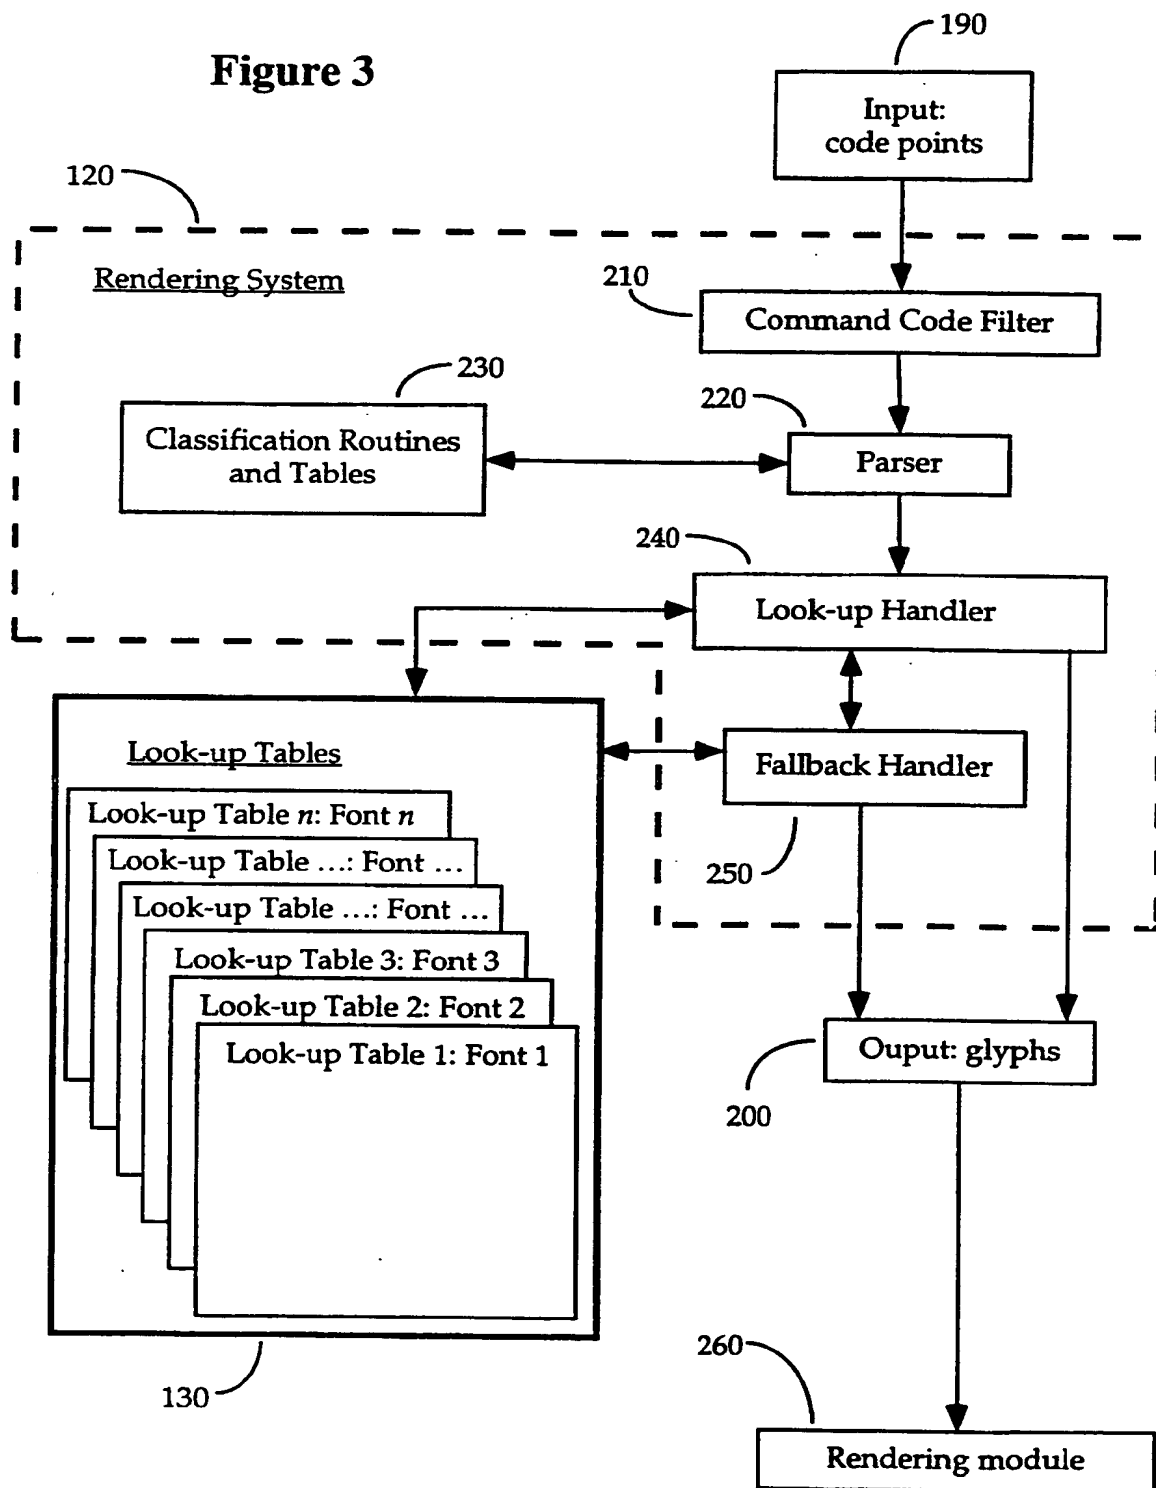 Figure 3
190
Input:
code points
120
Rendering System
210
Command Code Filter
230
220
Classification Routines
and Tables
Parser
240
Look-up Handler
Look-up Tables
Fallback Handler
250
Look-up Table n: Font n
Look-up Table ...: Font ...
Look-up Table ...: Font ...
Look-up Table 3: Font 3
Look-up Table 2: Font 2
Look-up Table 1: Font 1
Ouput: glyphs
200
130
260
Rendering module